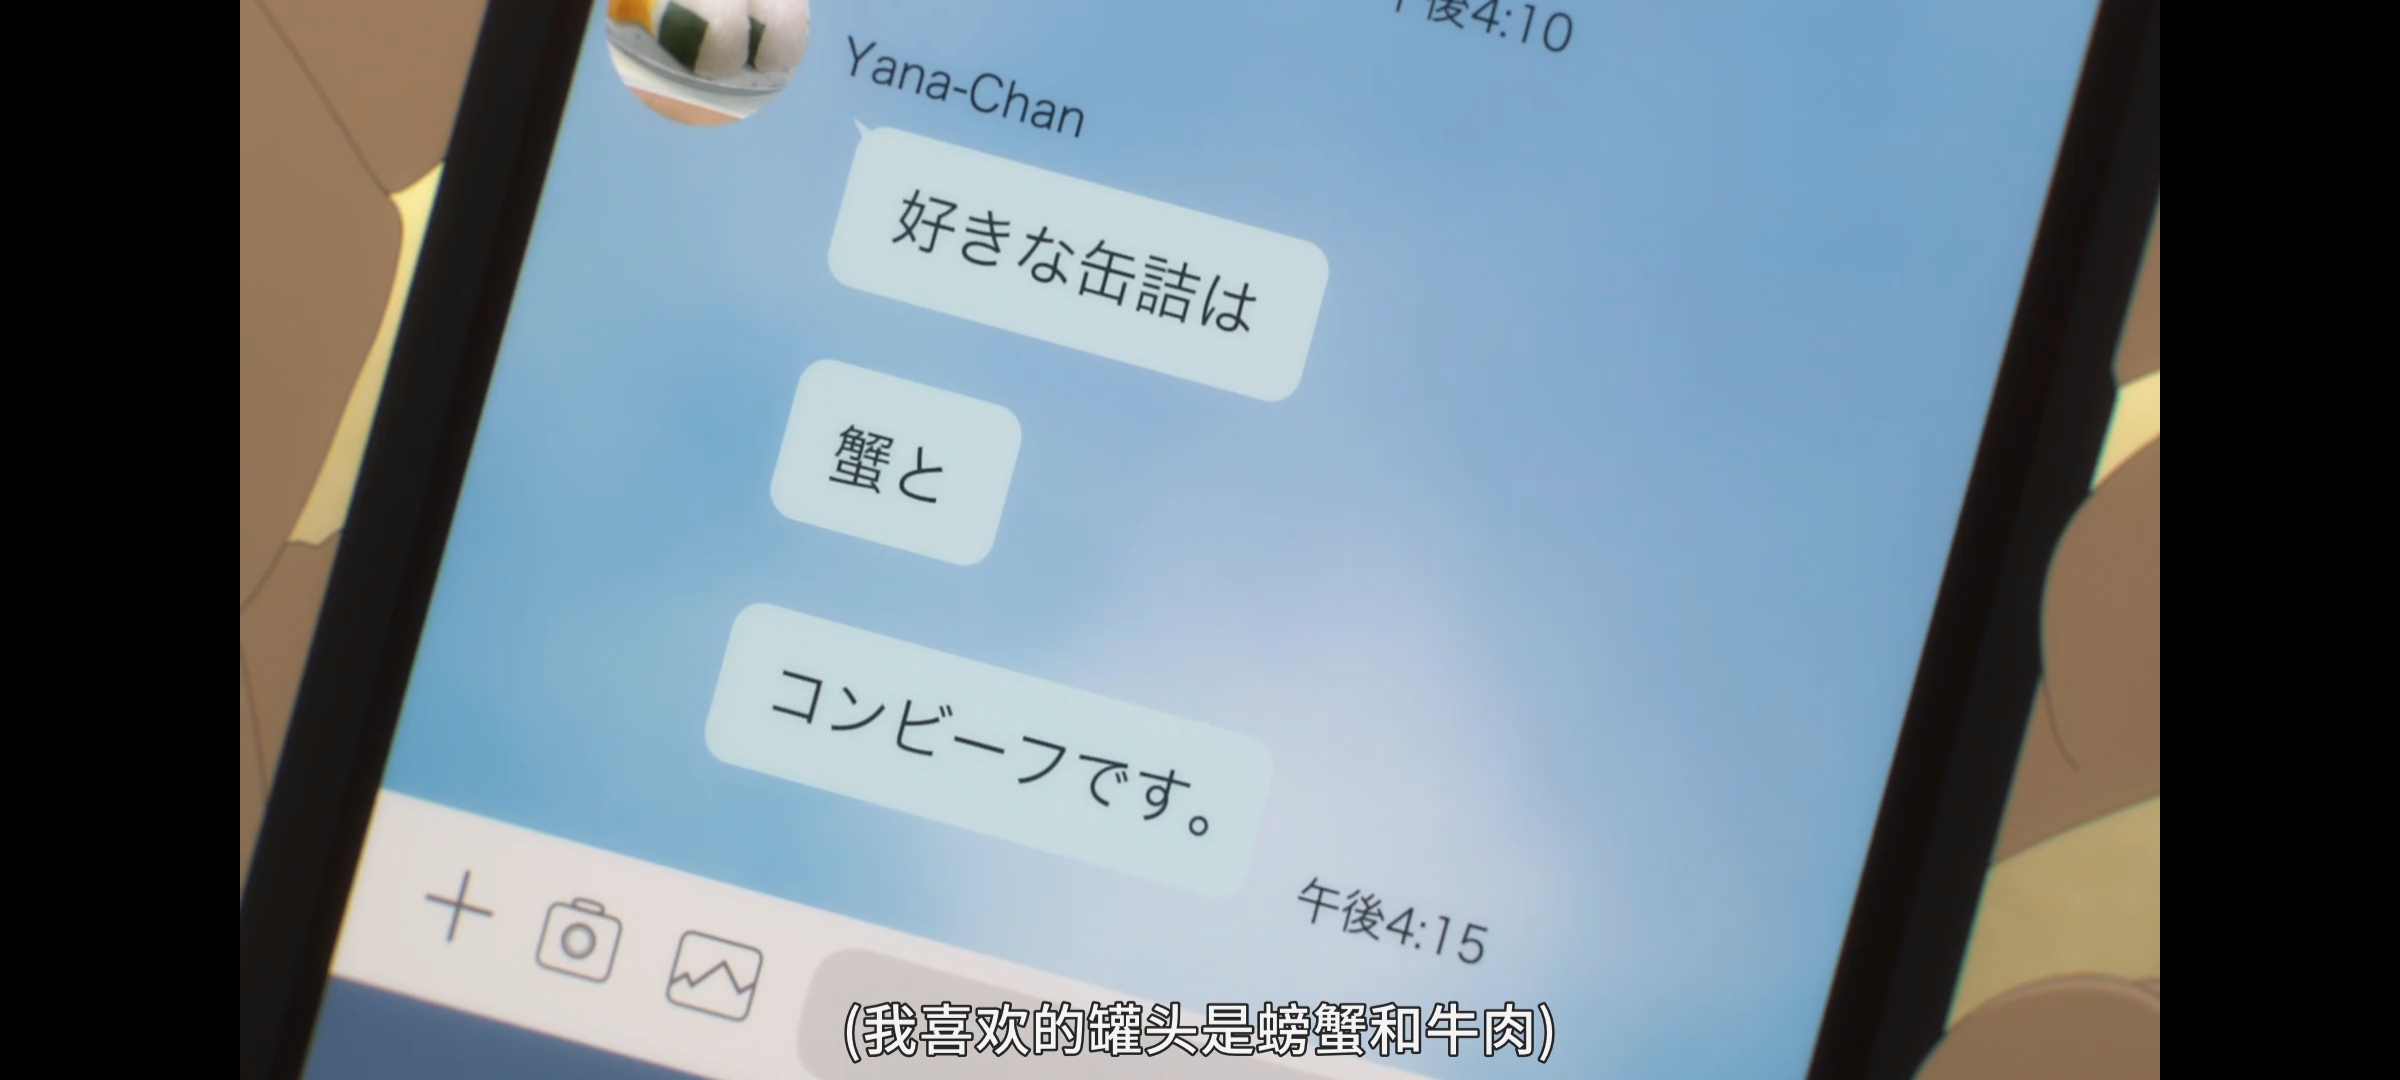 午後4:10
Yana-Chan
好きな缶詰は
蟹と
コンビーフです。
午後4:15
(我喜欢的罐头是螃蟹和牛肉)